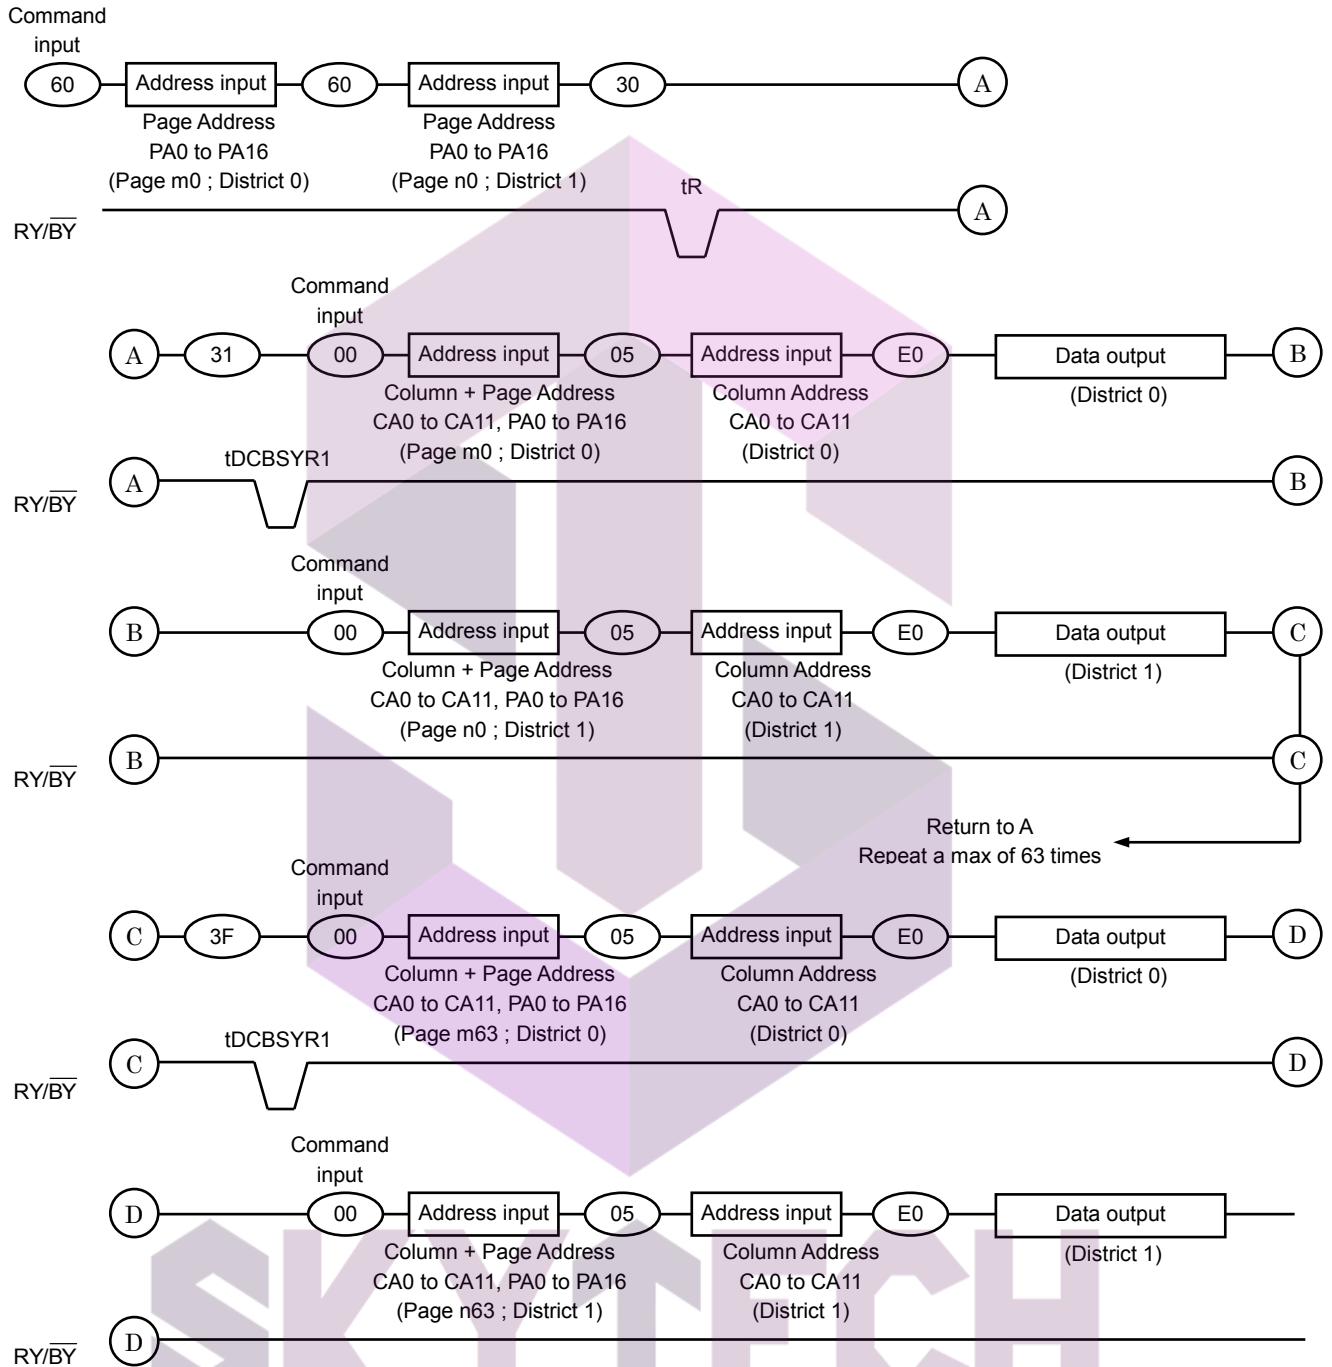 Command
input
60 Address input 60 Address input 30 A
Page Address Page Address
PA0 to PA16 PA0 to PA16
(Page m0 ; District 0) (Page n0 ; District 1)
tR
RY/BY A
Command
input
A 31 00 Address input 05 Address input E0 Data output B
Column + Page Address Column Address (District 0)
CA0 to CA11, PA0 to PA16 CA0 to CA11
(Page m0 ; District 0) (District 0)
tDCBSYR1
RY/BY A B
Command
input
B 00 Address input 05 Address input E0 Data output C
Column + Page Address Column Address (District 1)
CA0 to CA11, PA0 to PA16 CA0 to CA11
(Page n0 ; District 1) (District 1)
RY/BY B C
Return to A
Repeat a max of 63 times
Command
input
C 3F 00 Address input 05 Address input E0 Data output D
Column + Page Address Column Address (District 0)
CA0 to CA11, PA0 to PA16 CA0 to CA11
(Page m63 ; District 0) (District 0)
tDCBSYR1
RY/BY C D
Command
input
D 00 Address input 05 Address input E0 Data output
Column + Page Address Column Address (District 1)
CA0 to CA11, PA0 to PA16 CA0 to CA11
(Page n63 ; District 1) (District 1)
RY/BY D
SKYTECH